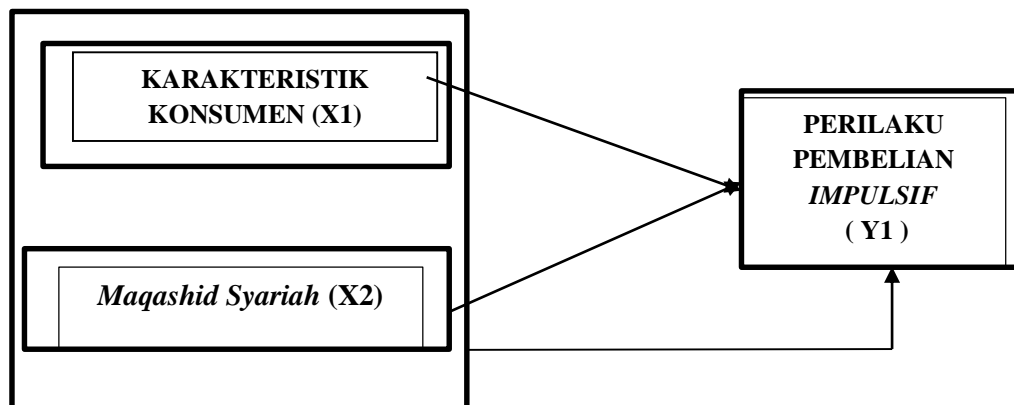 KARAKTERISTIK
KONSUMEN (X1)
Maqashid Syariah (X2)
PERILAKU
PEMBELIAN
IMPULSIF
( Y1 )